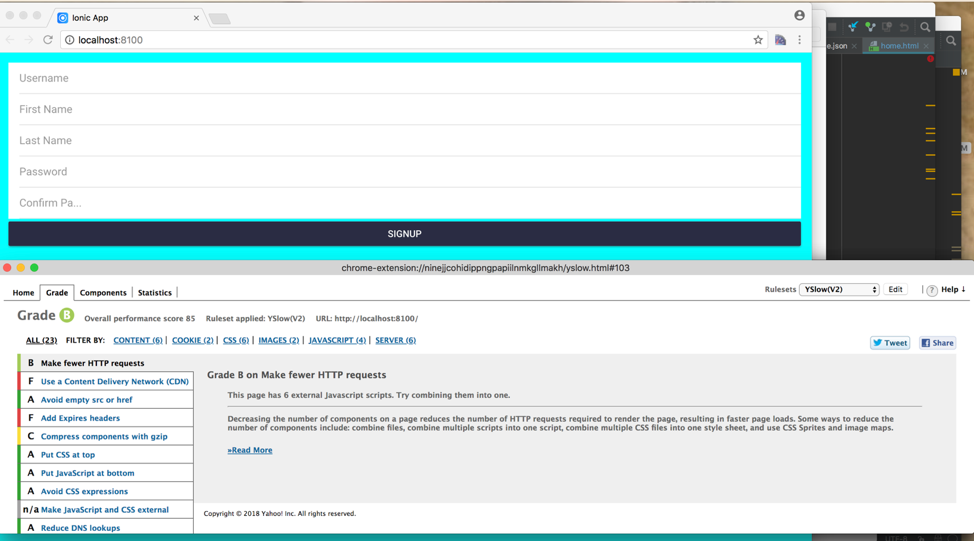 Ionic App
localhost:8100
e.json
home.html
Username
First Name
Last Name
Password
Confirm Pa...
SIGNUP
M
M
chrome-extension://ninejjcohidippngpapiilnmkgllmakh/yslow.html#103
Home Grade Components Statistics
Rulesets YSlow(V2) Edit ? Help ↓
Grade B Overall performance score 85 Ruleset applied: YSlow(V2) URL: http://localhost:8100/
ALL (23) FILTER BY: CONTENT (6) | COOKIE (2) | CSS (6) | IMAGES (2) | JAVASCRIPT (4) | SERVER (6)
Tweet
Share
B Make fewer HTTP requests
F Use a Content Delivery Network (CDN)
A Avoid empty src or href
F Add Expires headers
C Compress components with gzip
A Put CSS at top
A Put JavaScript at bottom
A Avoid CSS expressions
n/a Make JavaScript and CSS external
A Reduce DNS lookups
Grade B on Make fewer HTTP requests
This page has 6 external Javascript scripts. Try combining them into one.
Decreasing the number of components on a page reduces the number of HTTP requests required to render the page, resulting in faster page loads. Some ways to reduce the
number of components include: combine files, combine multiple scripts into one script, combine multiple CSS files into one style sheet, and use CSS Sprites and image maps.
»Read More
Copyright © 2018 Yahoo! Inc. All rights reserved.